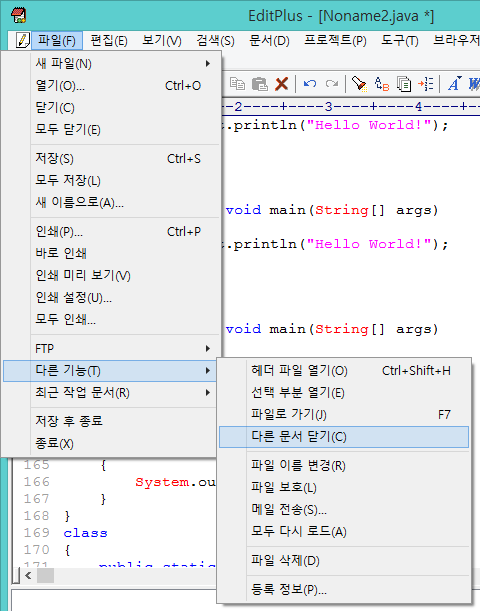 EditPlus - [Noname2.java *]
파일(F) 편집(E) 보기(V) 검색(S) 문서(D) 프로젝트(P) 도구(T) 브라우저
새 파일(N)
열기(O)... Ctrl+O
닫기(C)
모두 닫기(E)
저장(S) Ctrl+S
모두 저장(L)
새 이름으로(A)...
인쇄(P)... Ctrl+P
바로 인쇄
인쇄 미리 보기(V)
인쇄 설정(U)...
모두 인쇄...
FTP
다른 기능(T)
최근 작업 문서(R)
저장 후 종료
종료(X)
----2----+----3----+----4----+--
t.println("Hello World!");
void main(String[] args)
t.println("Hello World!");
void main(String[] args)
헤더 파일 열기(O) Ctrl+Shift+H
선택 부분 열기(E)
파일로 가기(J) F7
다른 문서 닫기(C)
파일 이름 변경(R)
파일 보호(L)
메일 전송(S)...
모두 다시 로드(A)
파일 삭제(D)
등록 정보(P)...
165 {
166 System.ou
167 }
168 }
169 class
170 {
171 public static